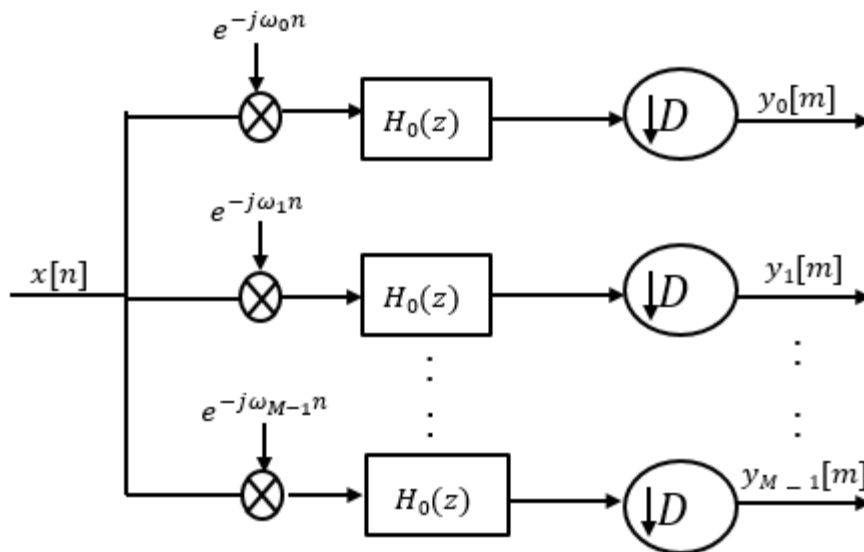 e^{-jω_0 n}
H_0(z)
↓D
y_0[m]
e^{-jω_1 n}
x[n]
H_0(z)
↓D
y_1[m]
e^{-jω_{M-1} n}
H_0(z)
↓D
y_{M-1}[m]